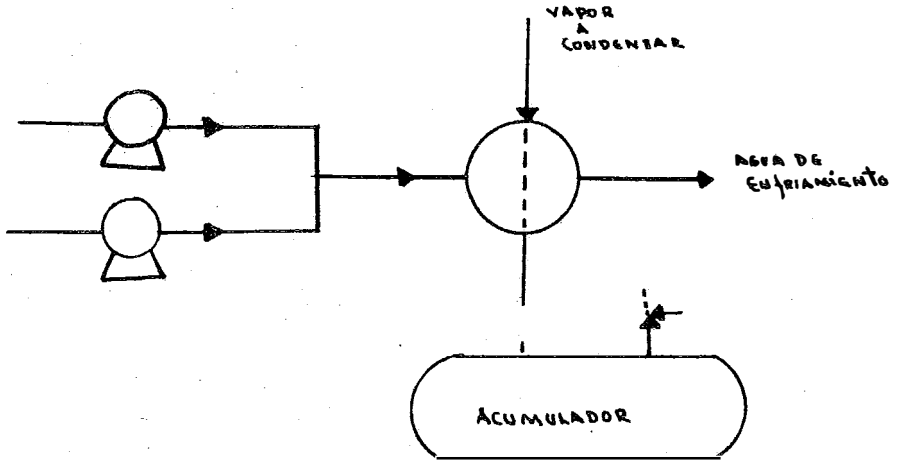 VAPOR
A
CONDENSAR
AGUA DE
ENFRIAMIENTO
ACUMULADOR